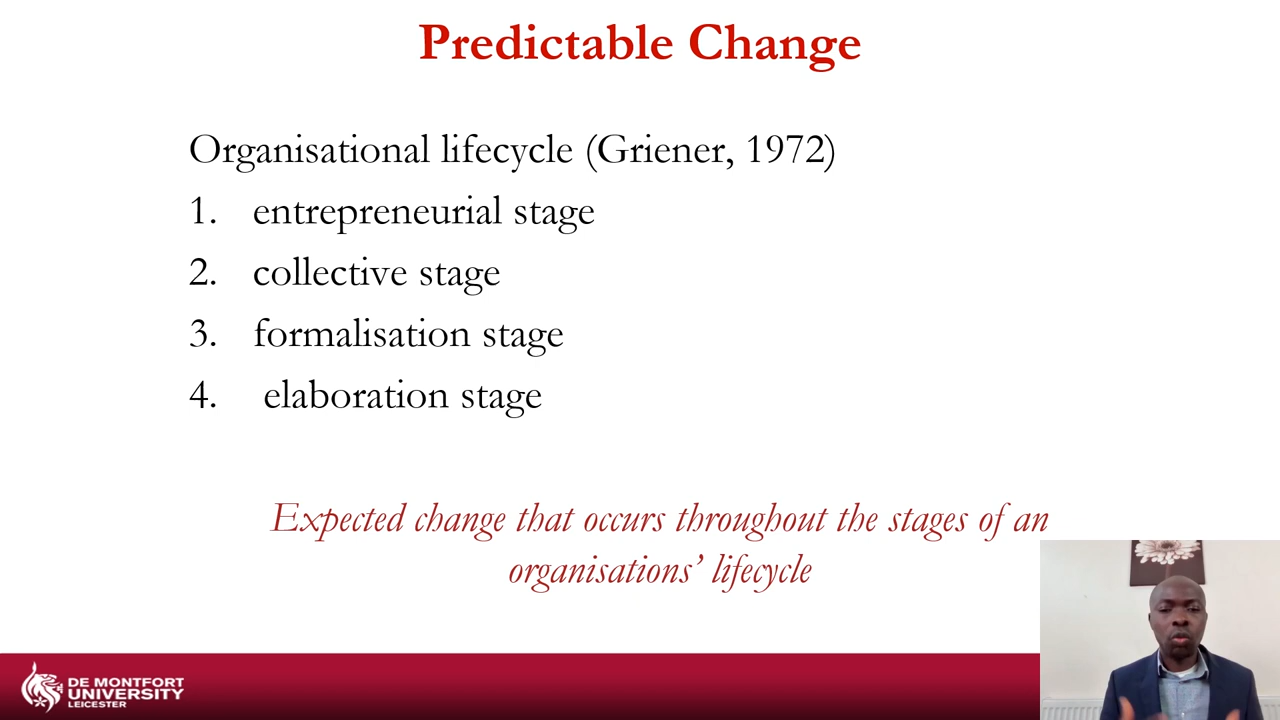 Predictable Change
Organisational lifecycle (Griener, 1972)
1. entrepreneurial stage
2. collective stage
3. formalisation stage
4. elaboration stage
Expected change that occurs throughout the stages of an
organisations’ lifecycle
DE MONTFORT
UNIVERSITY
LEICESTER